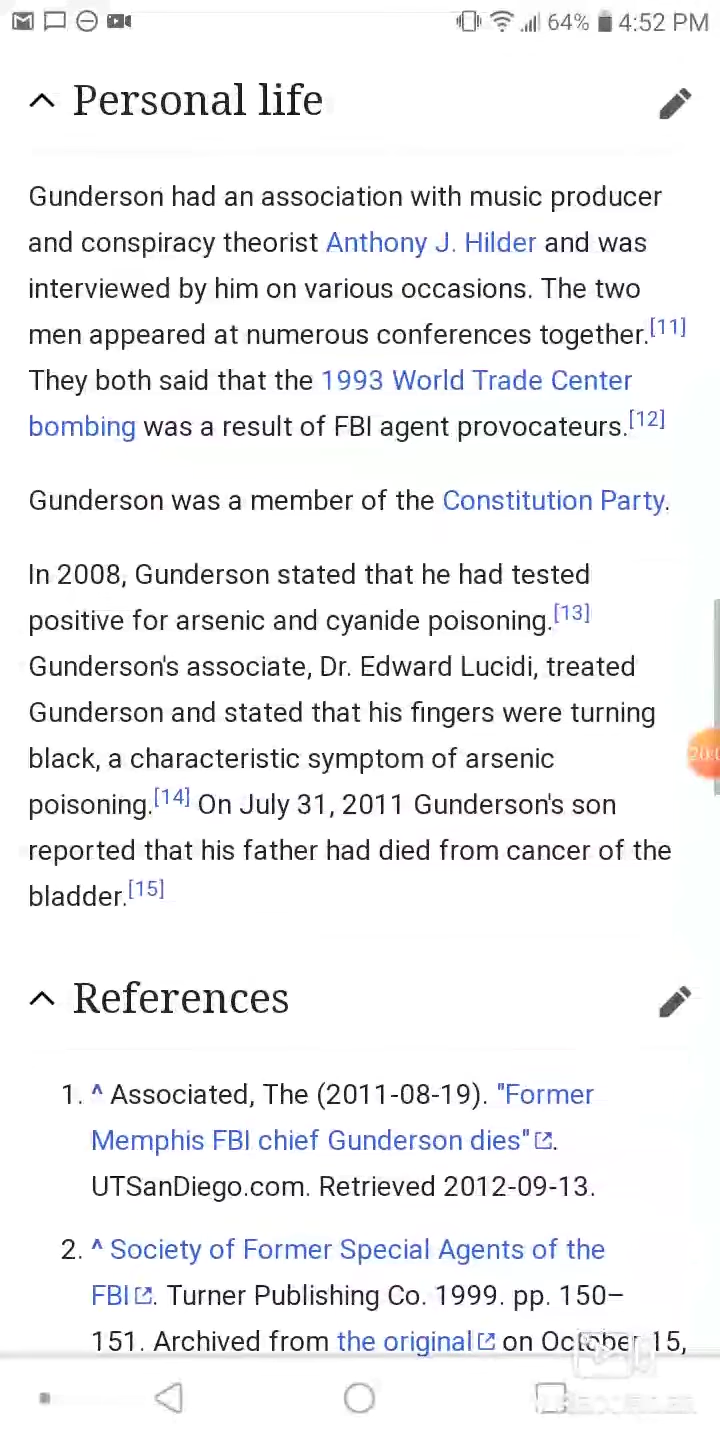 64% 4:52 PM
Personal life
Gunderson had an association with music producer
and conspiracy theorist Anthony J. Hilder and was
interviewed by him on various occasions. The two
men appeared at numerous conferences together.[11]
They both said that the 1993 World Trade Center
bombing was a result of FBI agent provocateurs.[12]
Gunderson was a member of the Constitution Party.
In 2008, Gunderson stated that he had tested
positive for arsenic and cyanide poisoning.[13]
Gunderson's associate, Dr. Edward Lucidi, treated
Gunderson and stated that his fingers were turning
black, a characteristic symptom of arsenic
poisoning.[14] On July 31, 2011 Gunderson's son
reported that his father had died from cancer of the
bladder.[15]
References
1. ^ Associated, The (2011-08-19). "Former
Memphis FBI chief Gunderson dies".
UTSanDiego.com. Retrieved 2012-09-13.
2. ^ Society of Former Special Agents of the
FBI. Turner Publishing Co. 1999. pp. 150–
151. Archived from the original on October 15,